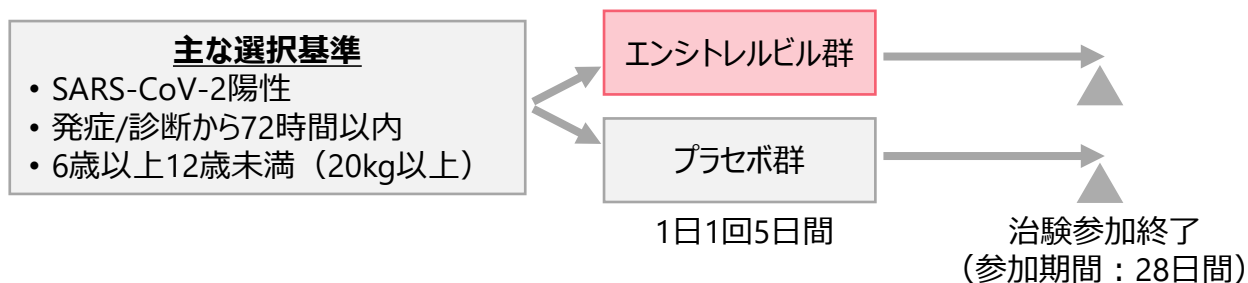 主な選択基準
• SARS-CoV-2陽性
• 発症/診断から72時間以内
• 6歳以上12歳未満（20kg以上）
エンシトレルビル群
プラセボ群
1日1回5日間
治験参加終了
（参加期間：28日間）